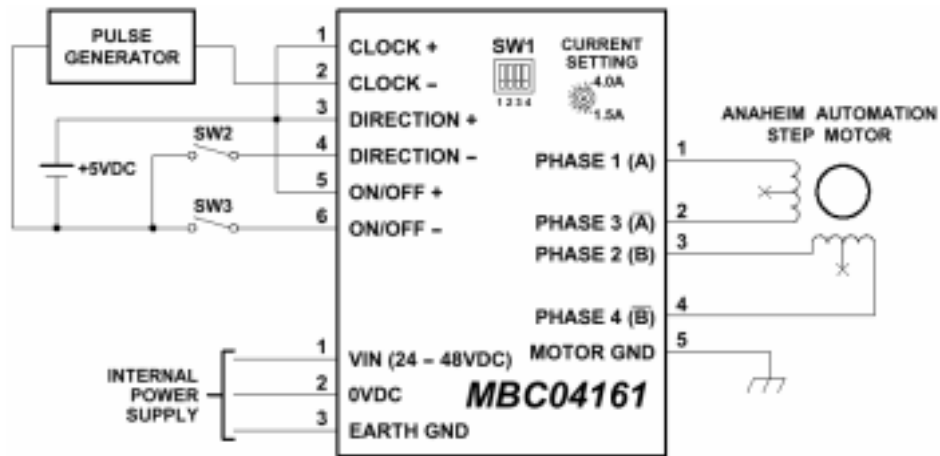 PULSE
GENERATOR
+5VDC
SW2
SW3
INTERNAL
POWER
SUPPLY
1 CLOCK +
2 CLOCK –
3 DIRECTION +
4 DIRECTION –
5 ON/OFF +
6 ON/OFF –
1 VIN (24 – 48VDC)
2 0VDC
3 EARTH GND
SW1
1 2 3 4
CURRENT
SETTING
4.0A
1.5A
PHASE 1 (A) 1
PHASE 3 (A̅) 2
PHASE 2 (B) 3
PHASE 4 (B̅) 4
MOTOR GND 5
MBC04161
ANAHEIM AUTOMATION
STEP MOTOR